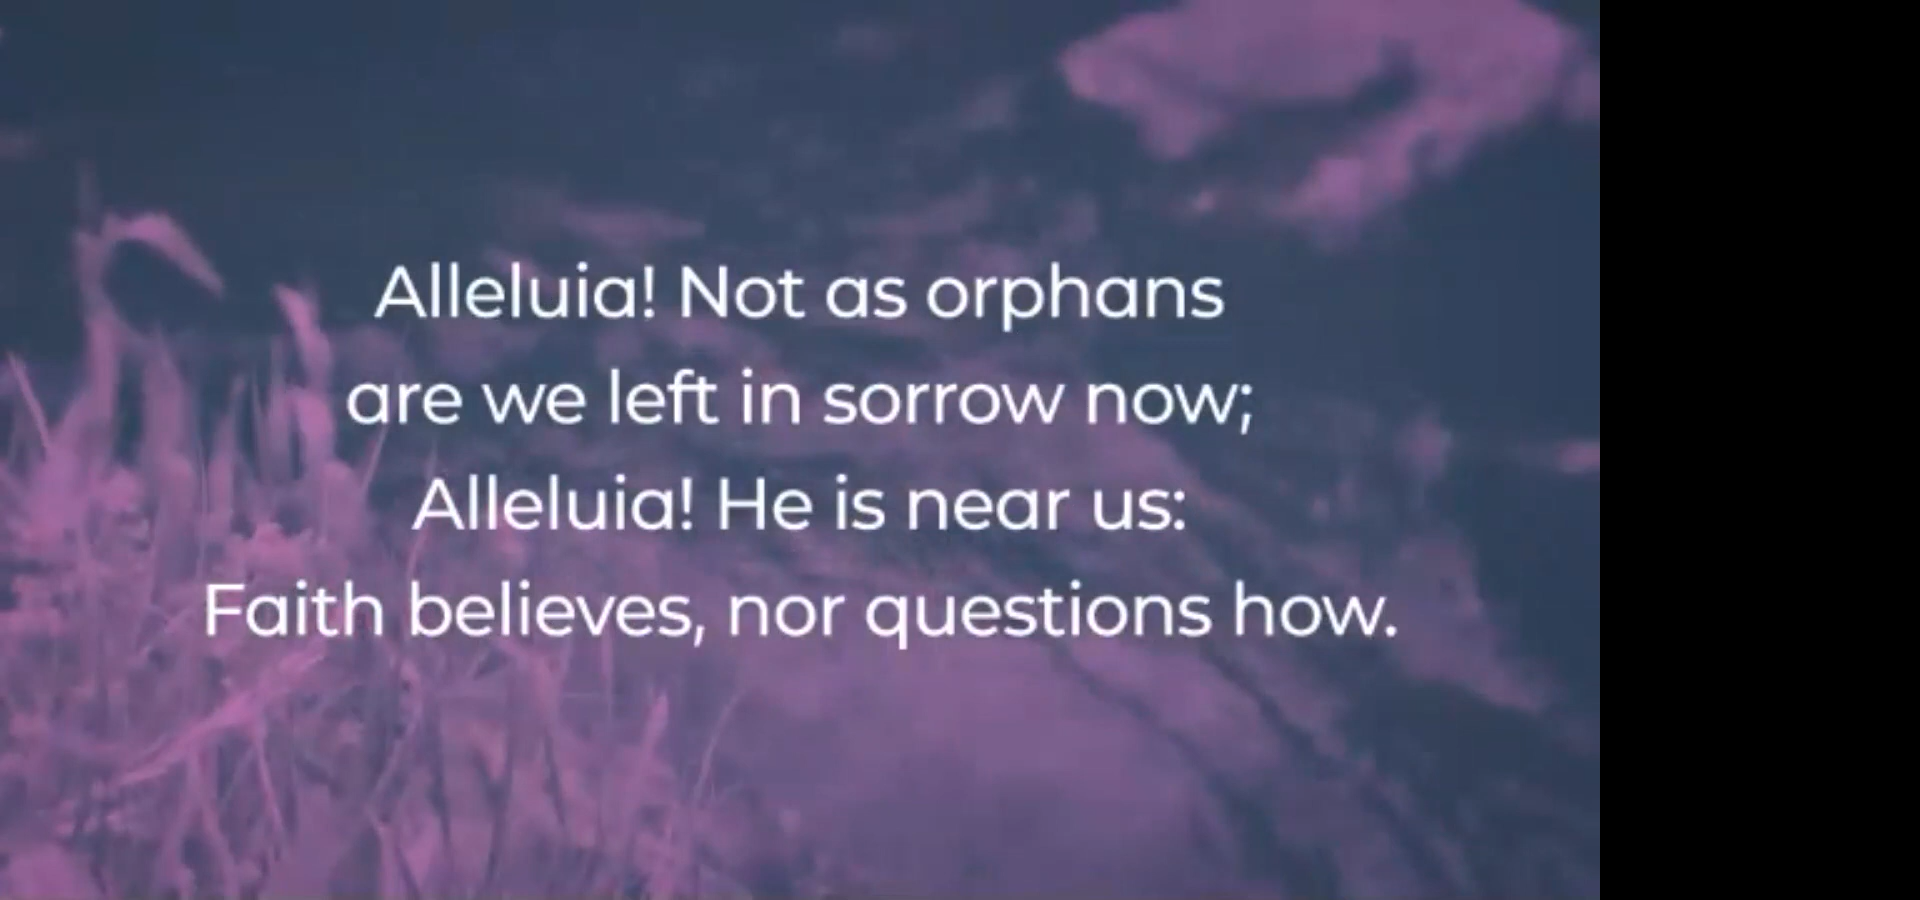 Alleluia! Not as orphans
are we left in sorrow now;
Alleluia! He is near us:
Faith believes, nor questions how.